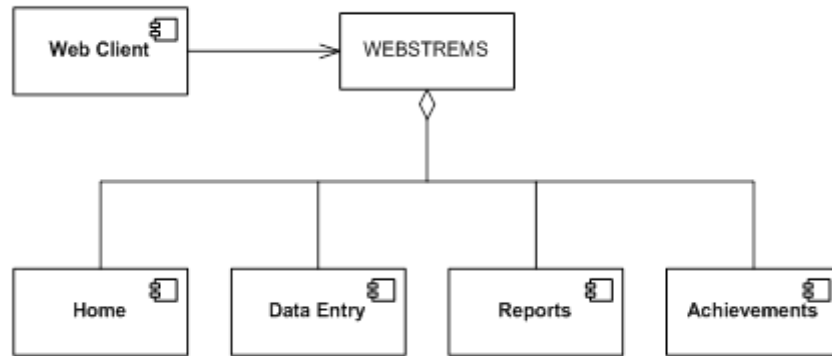 Web Client
WEBSTREMS
Home
Data Entry
Reports
Achievements